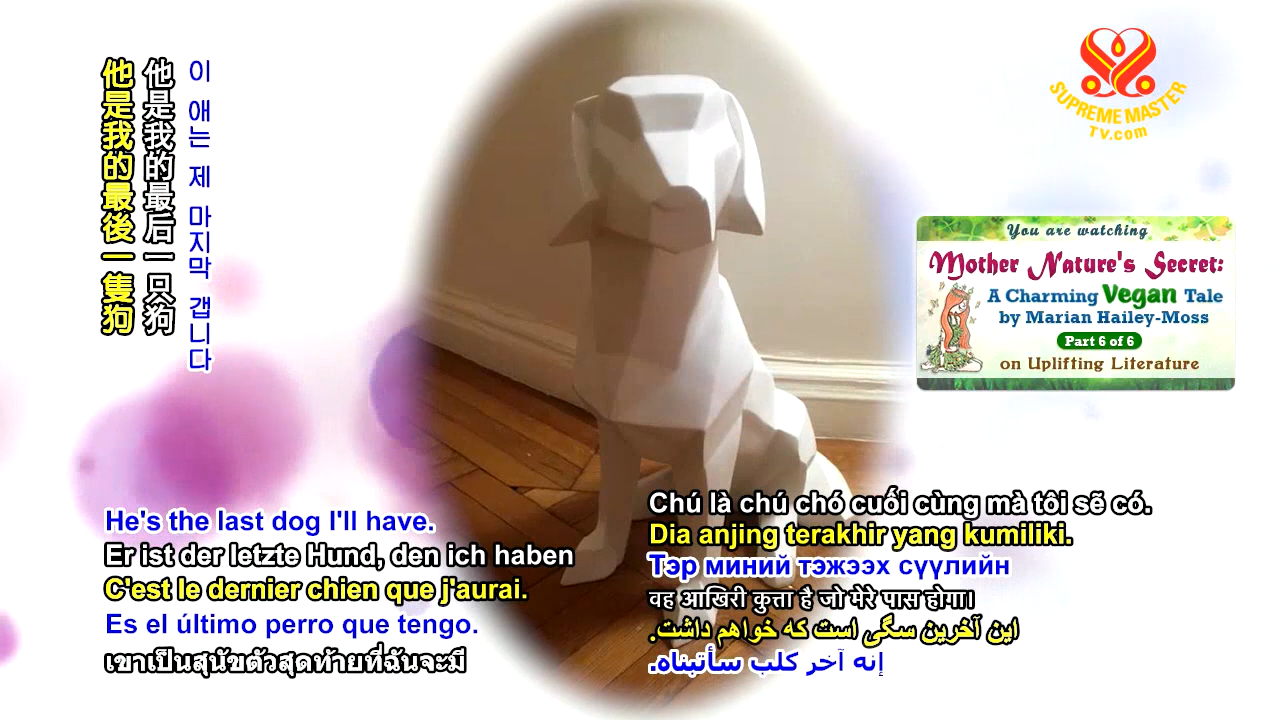 이 애는 제 마지막 갭니다
他是我的最后一只狗
他是我的最後一隻狗
SUPREME MASTER
TV.com
You are watching
Mother Nature's Secret:
A Charming Vegan Tale
by Marian Hailey-Moss
Part 6 of 6
on Uplifting Literature
He's the last dog I'll have.
Er ist der letzte Hund, den ich haben
C'est le dernier chien que j'aurai.
Es el último perro que tengo.
เขาเป็นสุนัขตัวสุดท้ายที่ฉันจะมี
Chú là chú chó cuối cùng mà tôi sẽ có.
Dia anjing terakhir yang kumiliki.
Тэр миний тэжээх сүүлийн
वह आखिरी कुत्ता है जो मेरे पास होगा।
این آخرین سگی است که خواهم داشت.
إنه آخر كلب سأتبناه.